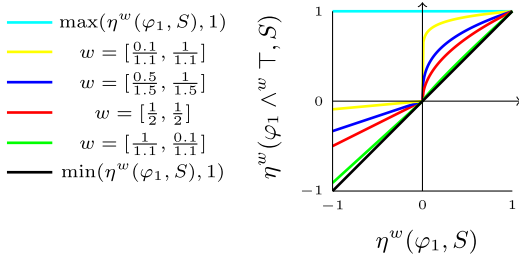 max(η^w(φ₁, S), 1)
w = [0.1/1.1, 1/1.1]
w = [0.5/1.5, 1/1.5]
w = [1/2, 1/2]
w = [1/1.1, 0.1/1.1]
min(η^w(φ₁, S), 1)
η^w(φ₁ ∧^w ⊤, S)
1
0
−1
−1 0 1
η^w(φ₁, S)